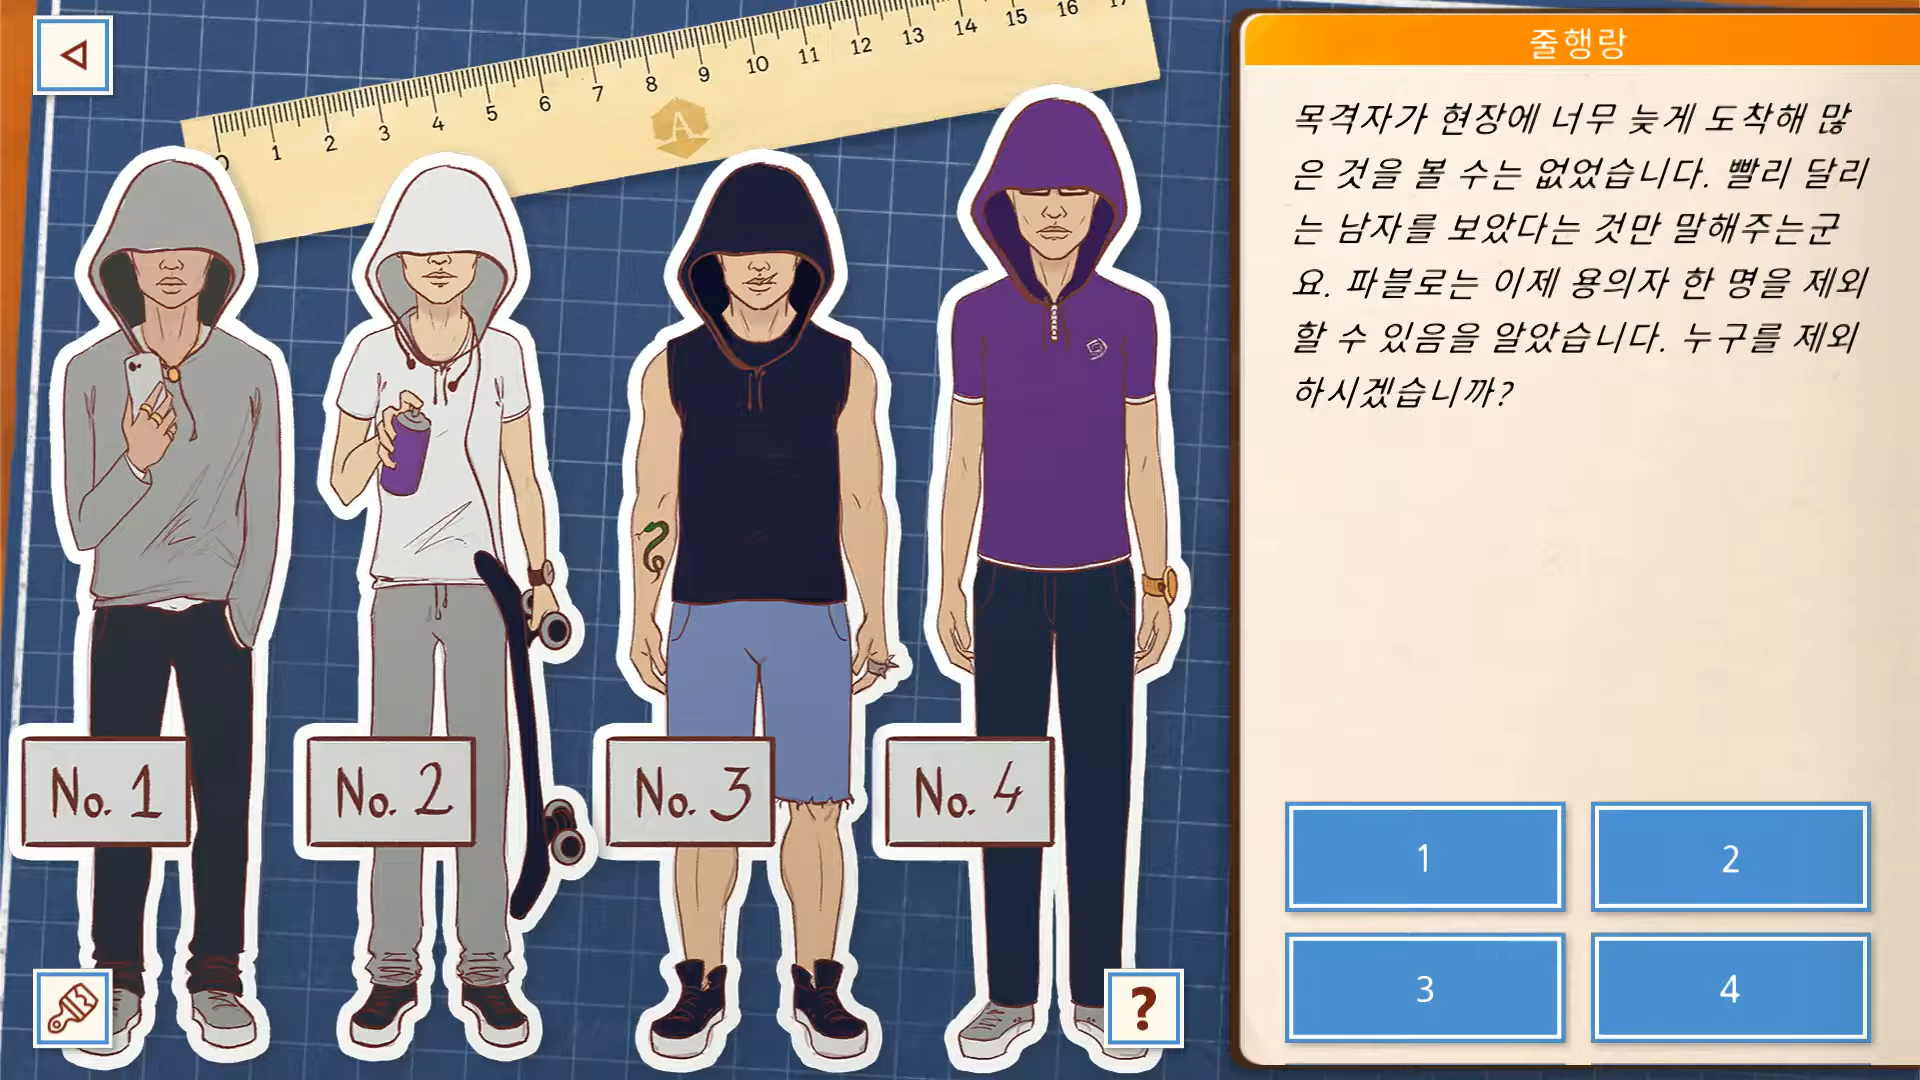 0 1 2 3 4 5 6 7 8 9 10 11 12 13 14 15 16 17
A
줄행랑
목격자가 현장에 너무 늦게 도착해 많
은 것을 볼 수는 없었습니다. 빨리 달리
는 남자를 보았다는 것만 말해주는군
요. 파블로는 이제 용의자 한 명을 제외
할 수 있음을 알았습니다. 누구를 제외
하시겠습니까?
No. 1
No. 2
No. 3
No. 4
1
2
3
4
?